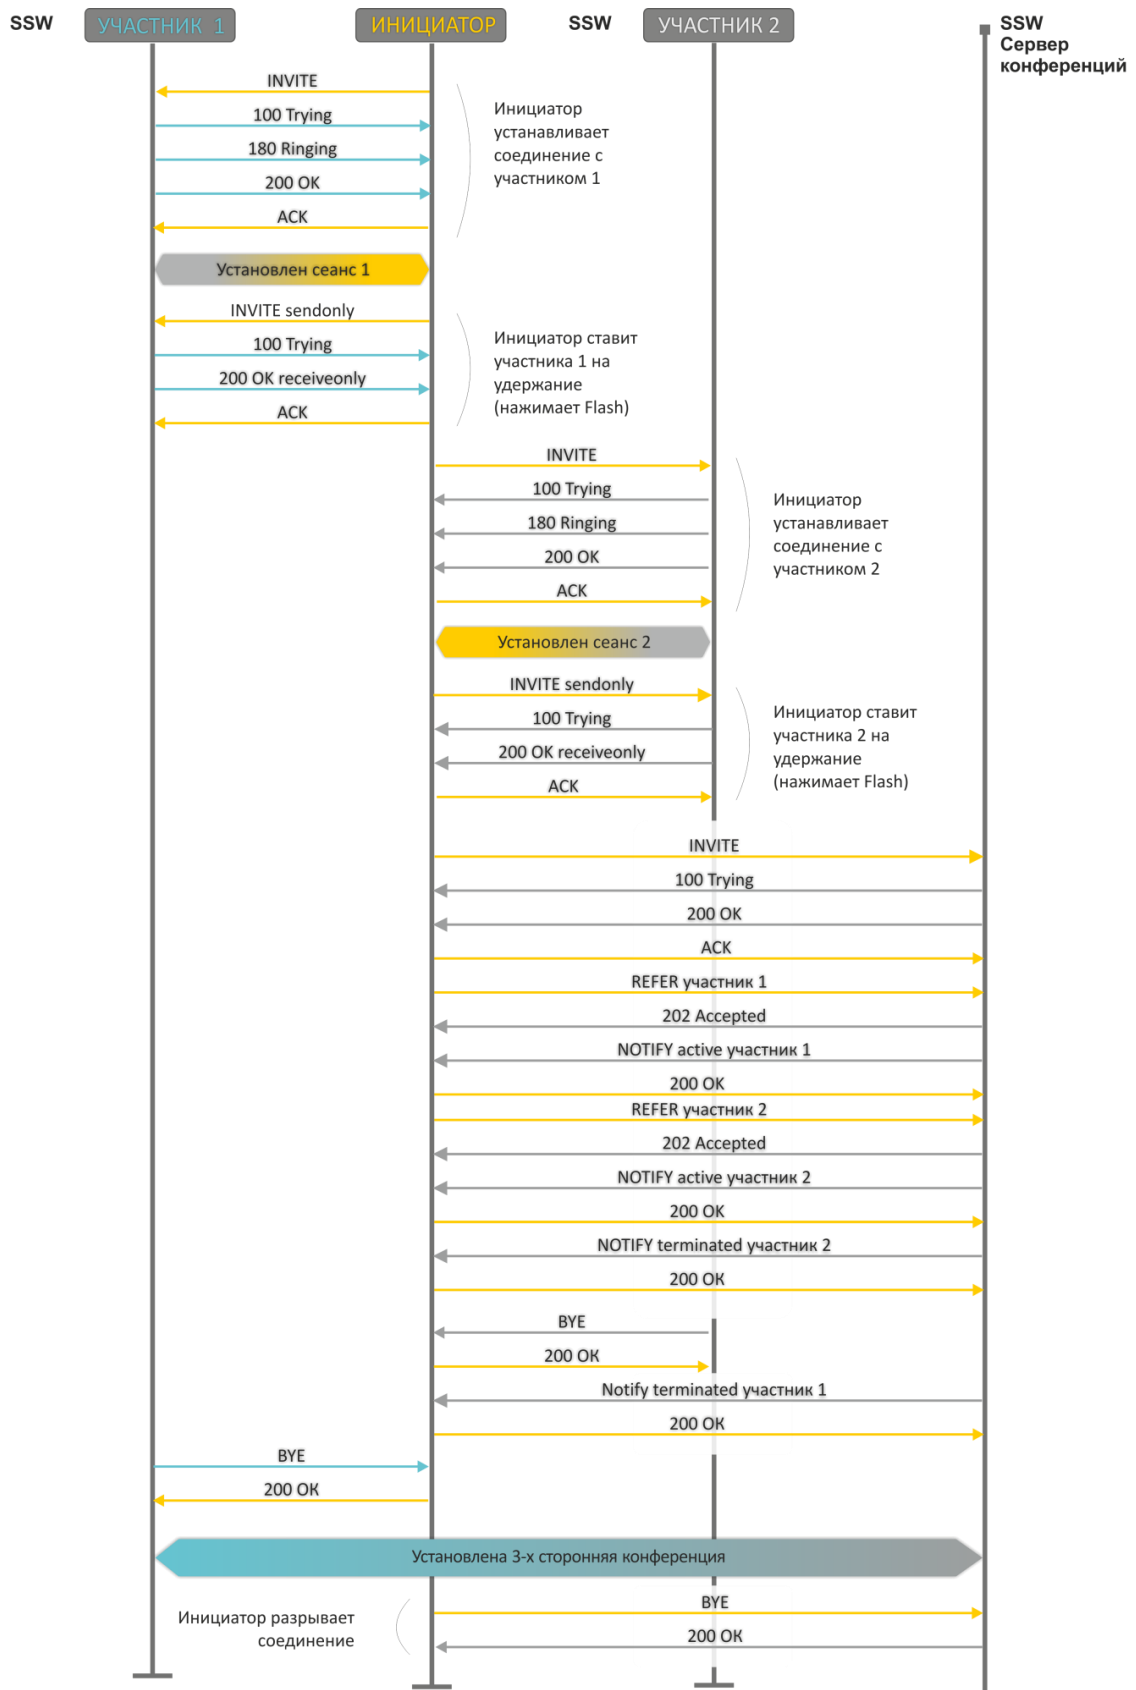 SSW
УЧАСТНИК 1
ИНИЦИАТОР
SSW
УЧАСТНИК 2
SSW
Сервер
конференций
INVITE
100 Trying
180 Ringing
200 OK
ACK
Инициатор
устанавливает
соединение с
участником 1
Установлен сеанс 1
INVITE sendonly
100 Trying
200 OK receiveonly
ACK
Инициатор ставит
участника 1 на
удержание
(нажимает Flash)
INVITE
100 Trying
180 Ringing
200 OK
ACK
Инициатор
устанавливает
соединение с
участником 2
Установлен сеанс 2
INVITE sendonly
100 Trying
200 OK receiveonly
ACK
Инициатор ставит
участника 2 на
удержание
(нажимает Flash)
INVITE
100 Trying
200 OK
ACK
REFER участник 1
202 Accepted
NOTIFY active участник 1
200 OK
REFER участник 2
202 Accepted
NOTIFY active участник 2
200 OK
NOTIFY terminated участник 2
200 OK
BYE
200 OK
Notify terminated участник 1
200 OK
BYE
200 OK
Установлена 3-х сторонняя конференция
BYE
200 OK
Инициатор разрывает
соединение